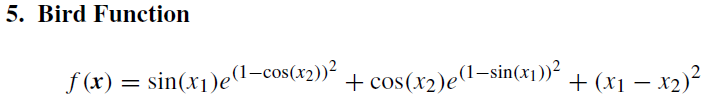 5. Bird Function
f(x) = sin(x₁)e^{(1−cos(x₂))²} + cos(x₂)e^{(1−sin(x₁))²} + (x₁ − x₂)²